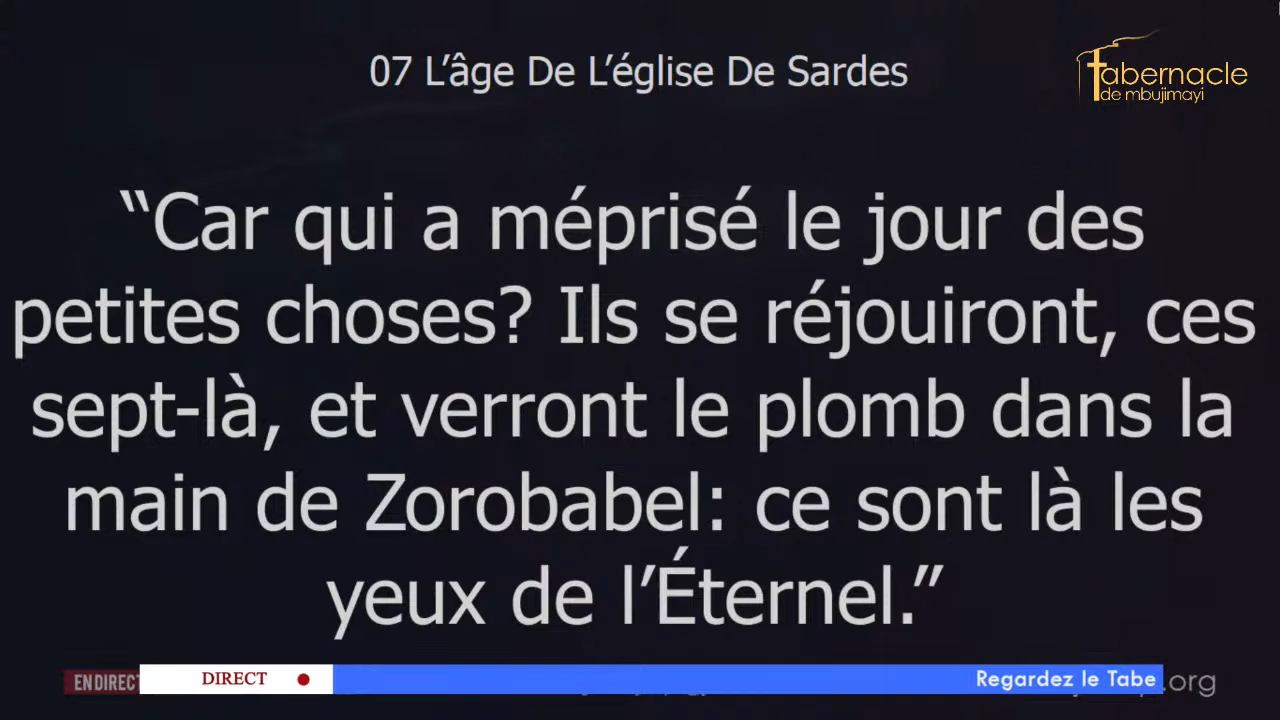 07 L’âge De L’église De Sardes
tabernacle
de mbujimayi
“Car qui a méprisé le jour des
petites choses? Ils se réjouiront, ces
sept-là, et verront le plomb dans la
main de Zorobabel: ce sont là les
yeux de l’Éternel.”
EN DIRECT
DIRECT
Regardez le Tabe
.org